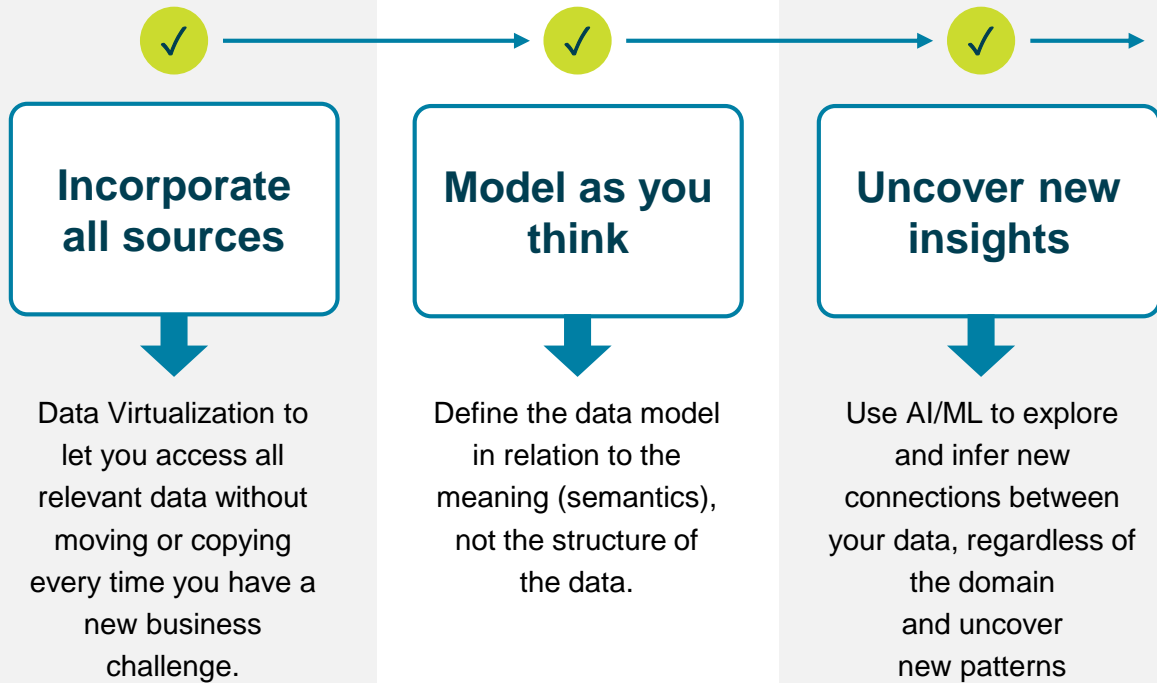 ✓
✓
✓
Incorporate
all sources
Data Virtualization to
let you access all
relevant data without
moving or copying
every time you have a
new business
challenge.
Model as you
think
Define the data model
in relation to the
meaning (semantics),
not the structure of
the data.
Uncover new
insights
Use AI/ML to explore
and infer new
connections between
your data, regardless of
the domain
and uncover
new patterns